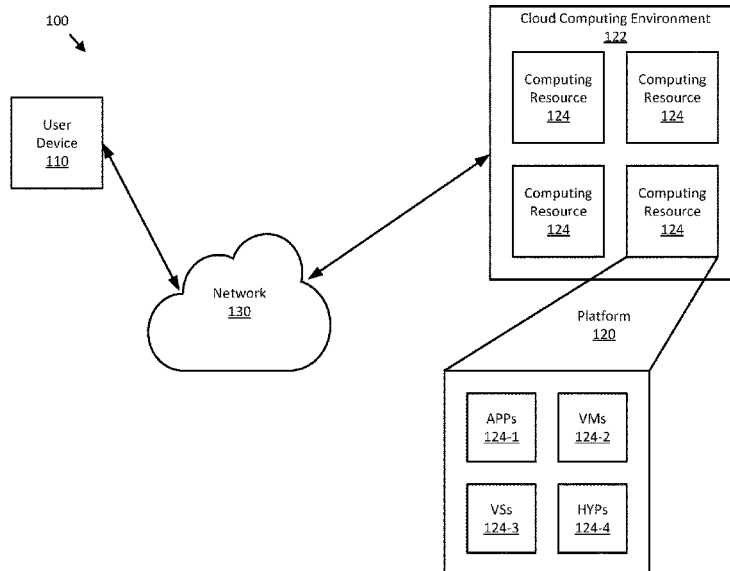 100
Cloud Computing Environment
122
Computing
Resource
124
Computing
Resource
124
User
Device
110
Computing
Resource
124
Computing
Resource
124
Network
130
Platform
120
APPs
124-1
VMs
124-2
VSs
124-3
HYPs
124-4